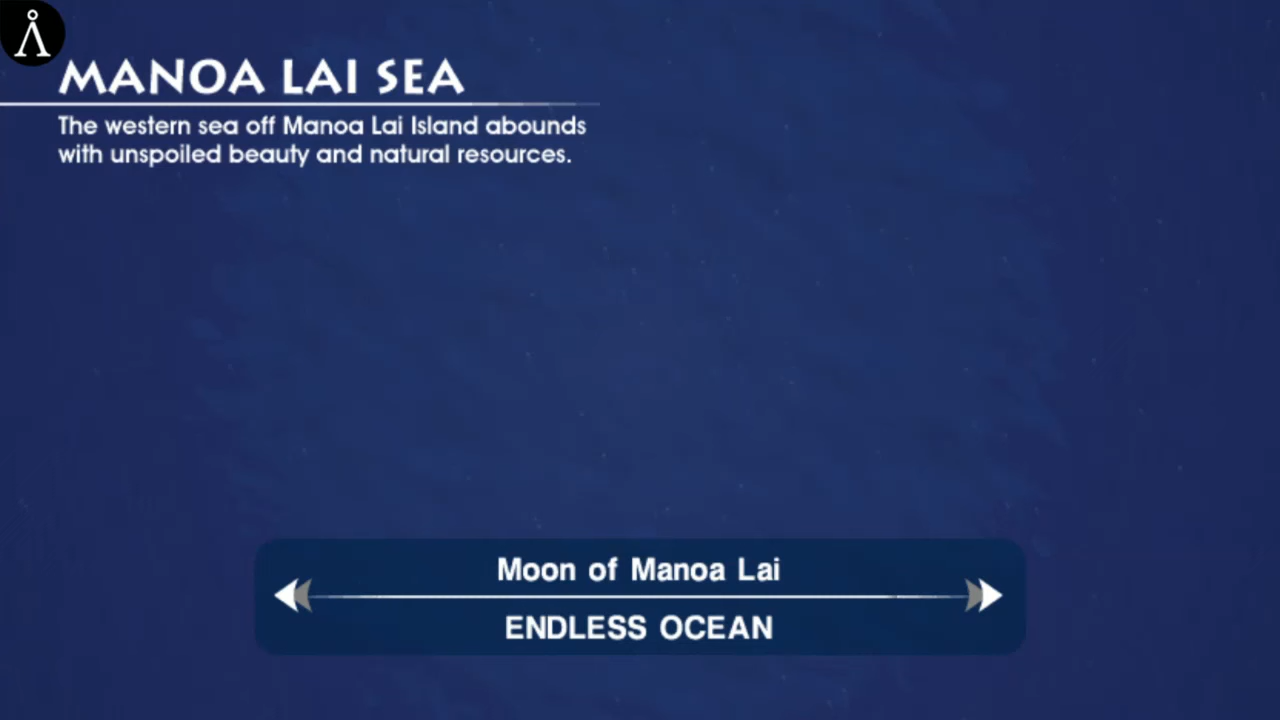 Å
MANOA LAI SEA
The western sea off Manoa Lai Island abounds
with unspoiled beauty and natural resources.
Moon of Manoa Lai
ENDLESS OCEAN